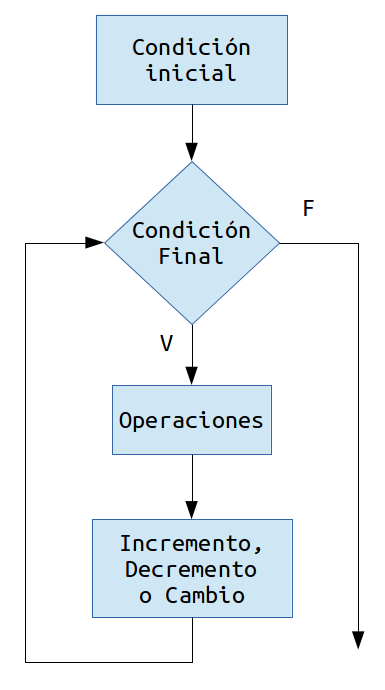 Condición
inicial
F
Condición
Final
V
Operaciones
Incremento,
Decremento
o Cambio